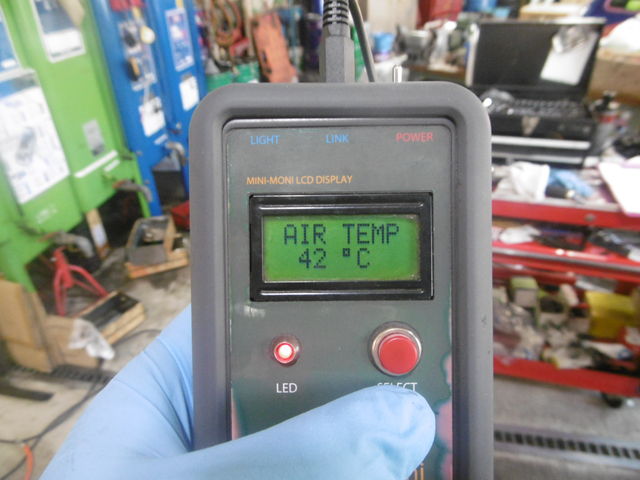 LIGHT LINK POWER
MINI-MONI LCD DISPLAY
AIR TEMP
42 °C
LED
SELECT